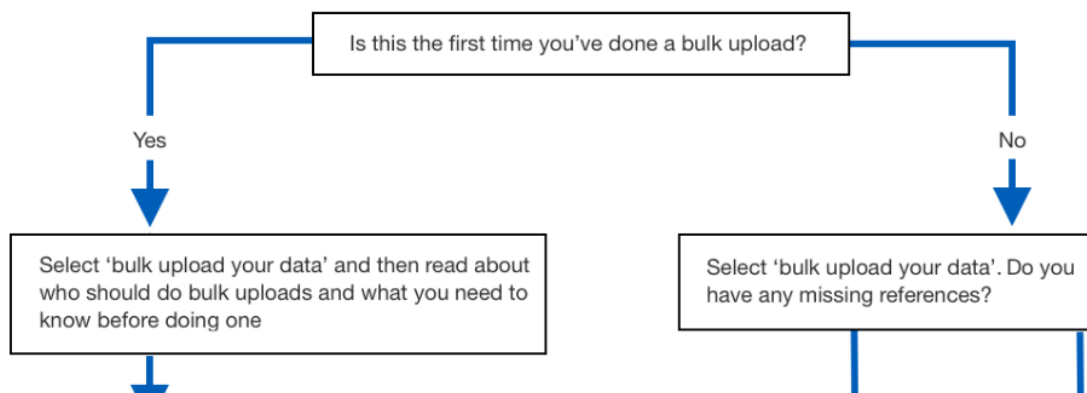 Is this the first time you’ve done a bulk upload?
Yes
No
Select ‘bulk upload your data’ and then read about
who should do bulk uploads and what you need to
know before doing one
Select ‘bulk upload your data’. Do you
have any missing references?